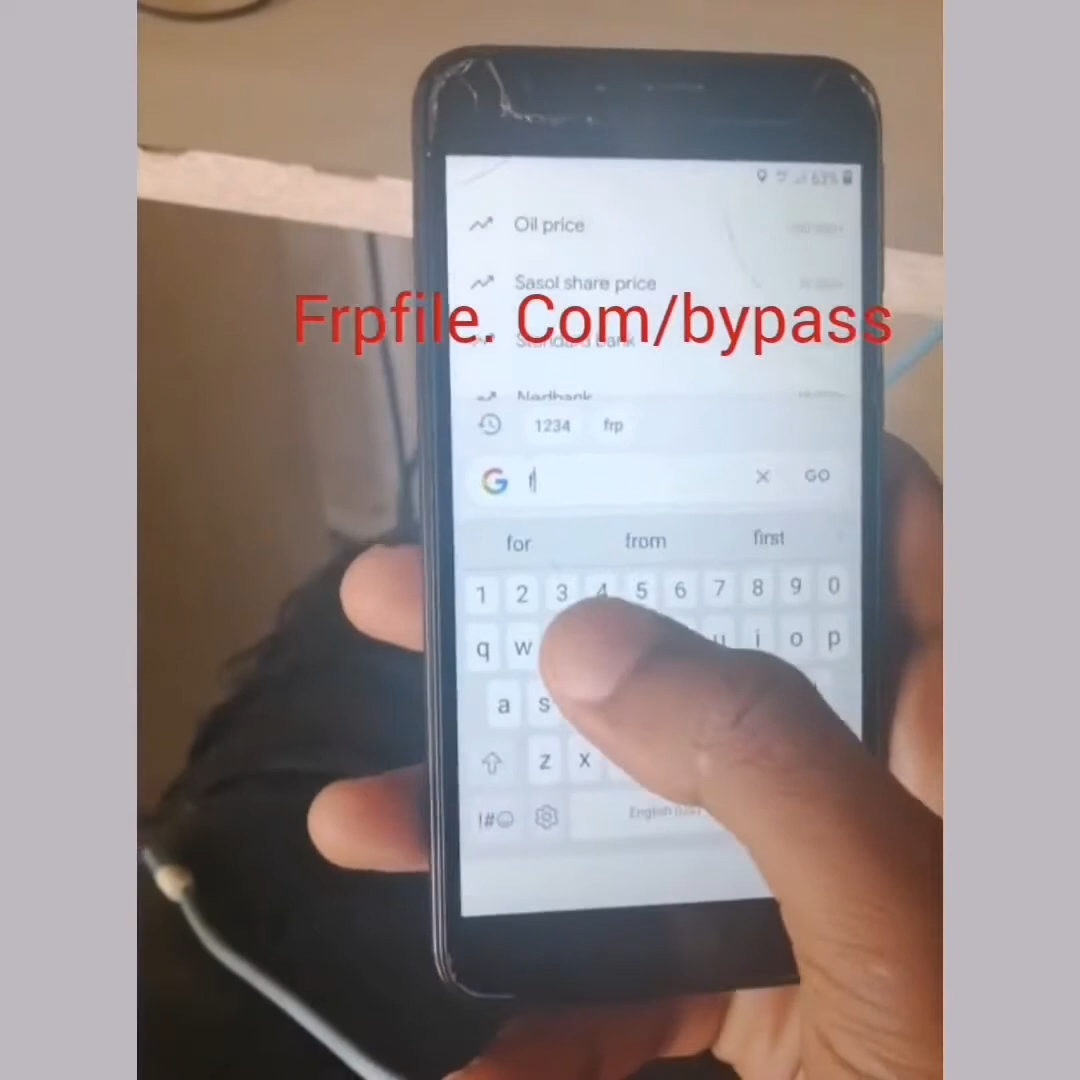 63%
Oil price
Sasol share price
Frpfile. Com/bypass
Standard bank
Nedbank
1234 frp
G f GO
for from first
1 2 3 4 5 6 7 8 9 0
q w u i o p
a s
z x
!#☺ English (US)